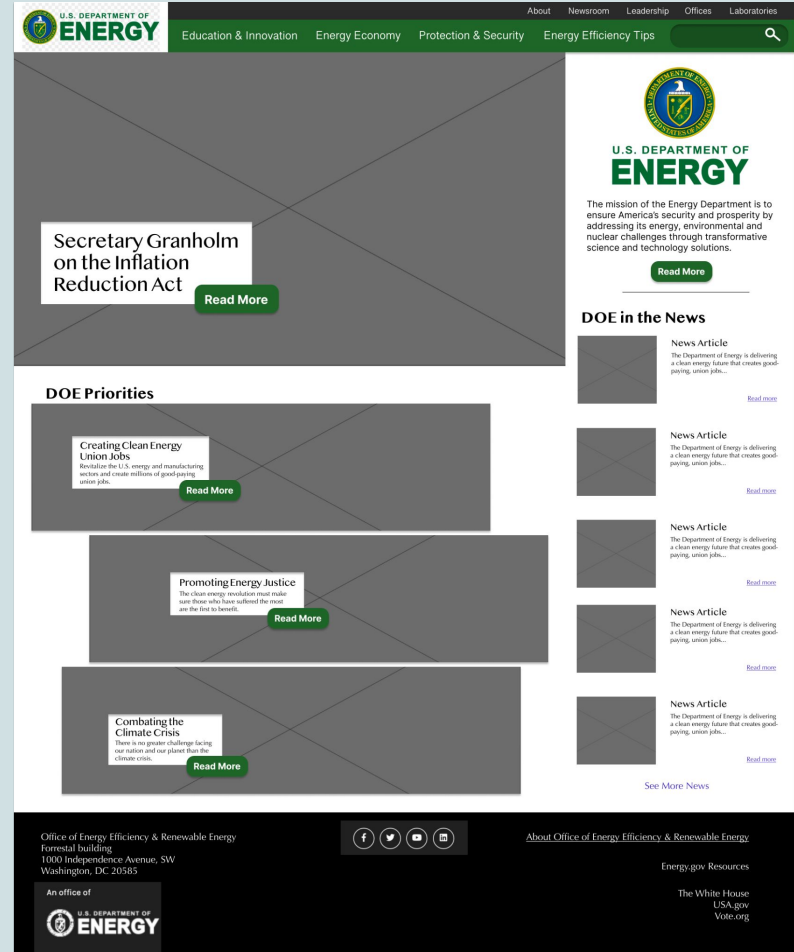 U.S. DEPARTMENT OF
ENERGY
About Newsroom Leadership Offices Laboratories
Education & Innovation Energy Economy Protection & Security Energy Efficiency Tips
Secretary Granholm
on the Inflation
Reduction Act
Read More
U.S. DEPARTMENT OF
ENERGY
The mission of the Energy Department is to
ensure America's security and prosperity by
addressing its energy, environmental and
nuclear challenges through transformative
science and technology solutions.
Read More
DOE Priorities
Creating Clean Energy
Union Jobs
Revitalize the U.S. energy and manufacturing
sectors and create millions of good-paying
union jobs.
Read More
Promoting Energy Justice
The clean energy revolution must make
sure those who have suffered the most
are the first to benefit.
Read More
Combating the
Climate Crisis
There is no greater challenge facing
our nation and our planet than the
climate crisis.
Read More
DOE in the News
News Article
The Department of Energy is delivering
a clean energy future that creates good-
paying, union jobs...
Read more
News Article
The Department of Energy is delivering
a clean energy future that creates good-
paying, union jobs...
Read more
News Article
The Department of Energy is delivering
a clean energy future that creates good-
paying, union jobs...
Read more
News Article
The Department of Energy is delivering
a clean energy future that creates good-
paying, union jobs...
Read more
News Article
The Department of Energy is delivering
a clean energy future that creates good-
paying, union jobs...
Read more
See More News
Office of Energy Efficiency & Renewable Energy
Forrestal building
1000 Independence Avenue, SW
Washington, DC 20585
An office of
U.S. DEPARTMENT OF
ENERGY
About Office of Energy Efficiency & Renewable Energy
Energy.gov Resources
The White House
USA.gov
Vote.org